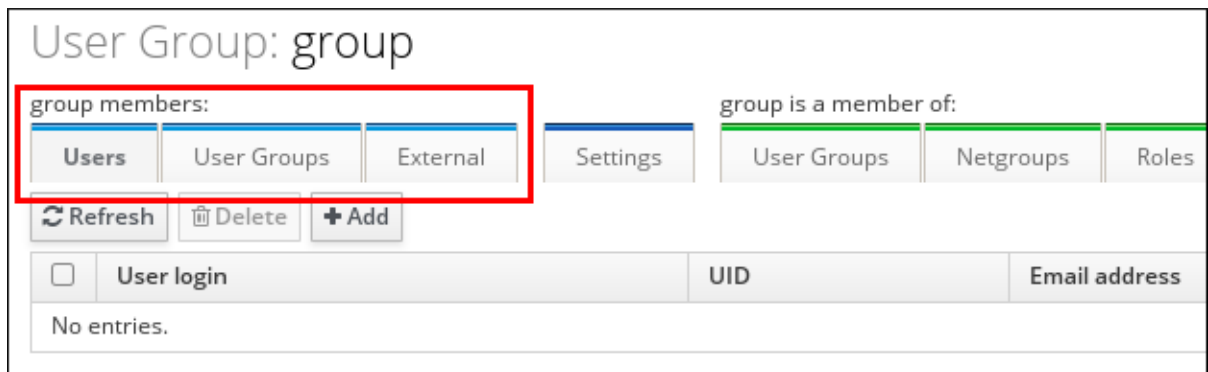 User Group: group
group members: group is a member of:
Users User Groups External Settings User Groups Netgroups Roles
Refresh Delete Add
User login UID Email address
No entries.